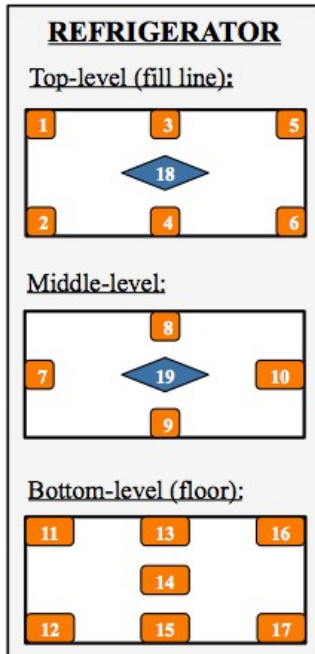 REFRIGERATOR
Top-level (fill line):
1 3 5
18
2 4 6
Middle-level:
8
7 19 10
9
Bottom-level (floor):
11 13 16
14
12 15 17